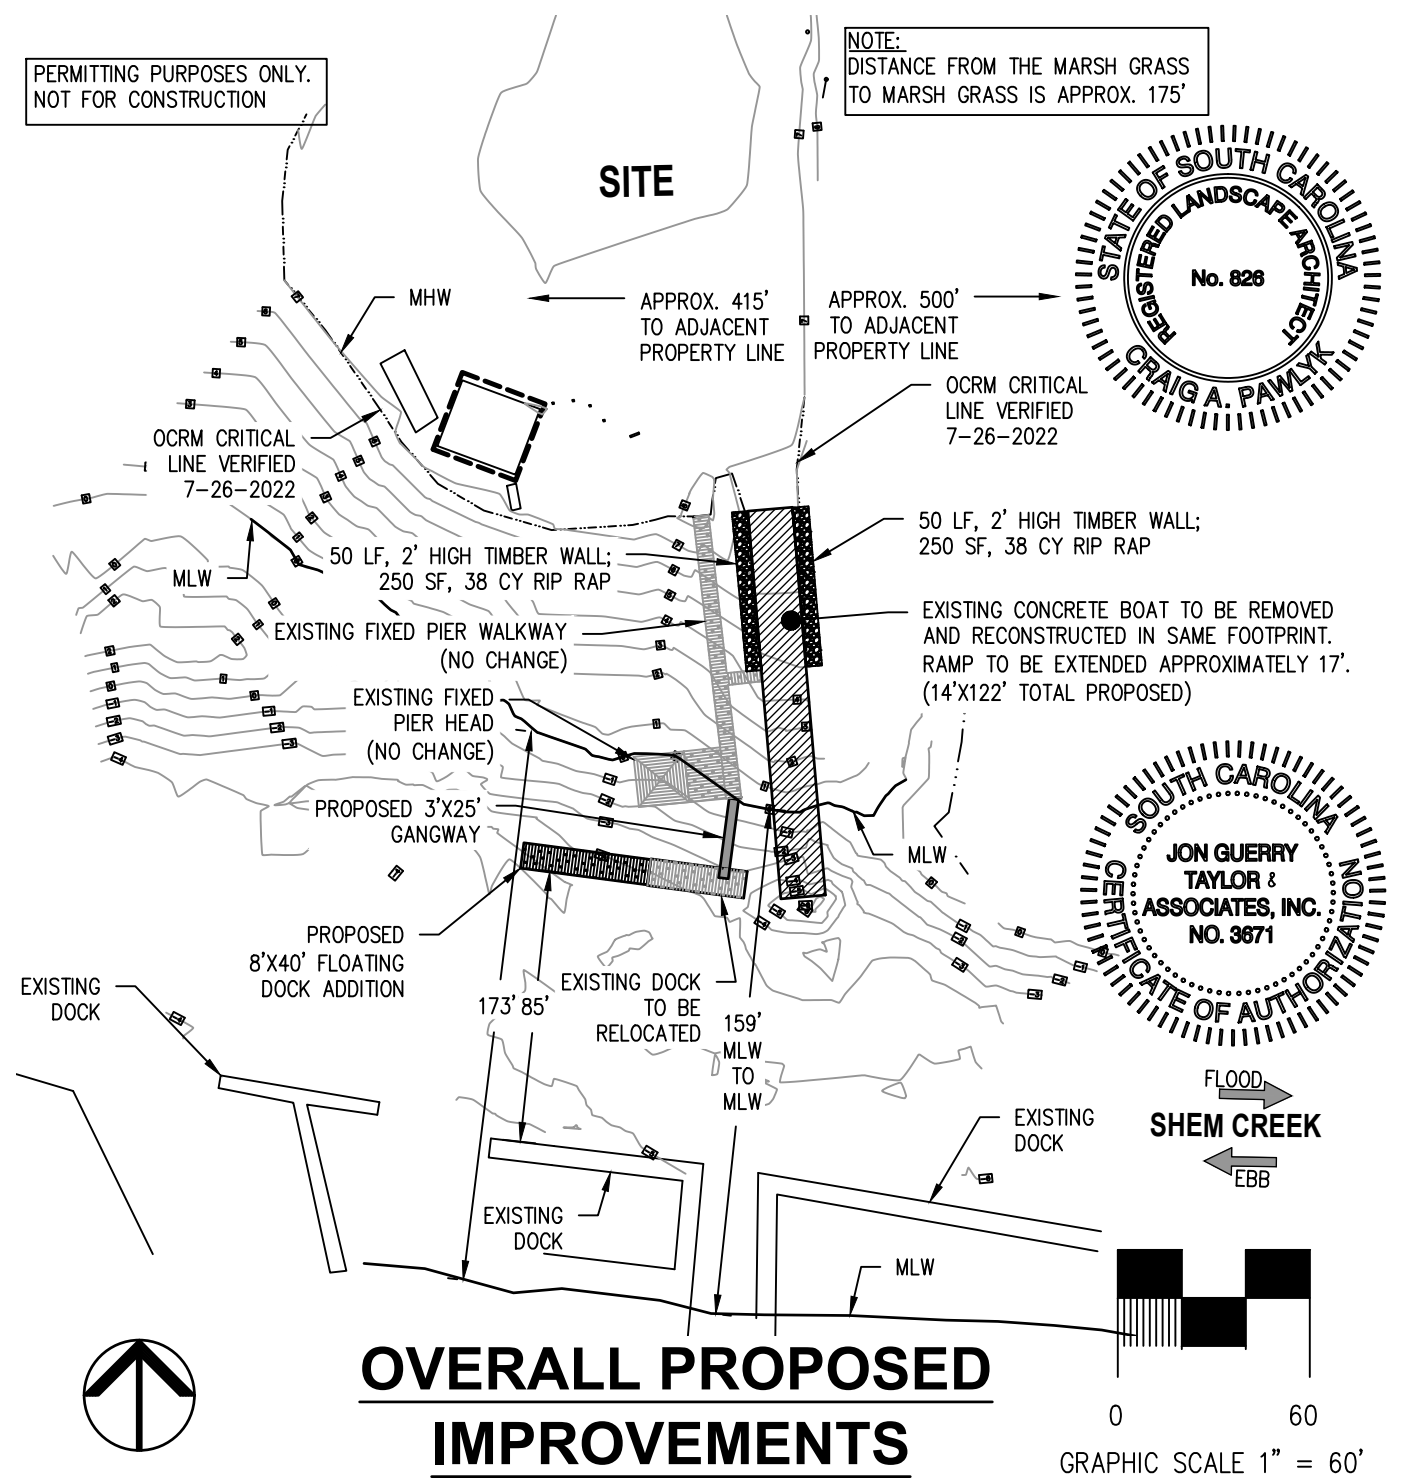 PERMITTING PURPOSES ONLY.
NOT FOR CONSTRUCTION
NOTE:
DISTANCE FROM THE MARSH GRASS
TO MARSH GRASS IS APPROX. 175'
SITE
STATE OF SOUTH CAROLINA
REGISTERED LANDSCAPE ARCHITECT
No. 826
CRAIG A. PAWLYK
MHW
APPROX. 415'
TO ADJACENT
PROPERTY LINE
APPROX. 500'
TO ADJACENT
PROPERTY LINE
OCRM CRITICAL
LINE VERIFIED
7-26-2022
OCRM CRITICAL
LINE VERIFIED
7-26-2022
MLW
50 LF, 2' HIGH TIMBER WALL;
250 SF, 38 CY RIP RAP
50 LF, 2' HIGH TIMBER WALL;
250 SF, 38 CY RIP RAP
EXISTING FIXED PIER WALKWAY
(NO CHANGE)
EXISTING CONCRETE BOAT TO BE REMOVED
AND RECONSTRUCTED IN SAME FOOTPRINT.
RAMP TO BE EXTENDED APPROXIMATELY 17'.
(14'X122' TOTAL PROPOSED)
EXISTING FIXED
PIER HEAD
(NO CHANGE)
PROPOSED 3'X25'
GANGWAY
MLW
SOUTH CAROLINA
JON GUERRY
TAYLOR &
ASSOCIATES, INC.
NO. 3671
CERTIFICATE OF AUTHORIZATION
PROPOSED
8'X40' FLOATING
DOCK ADDITION
EXISTING
DOCK
173'
85'
EXISTING DOCK
TO BE
RELOCATED
159'
MLW
TO
MLW
FLOOD
SHEM CREEK
EBB
EXISTING
DOCK
EXISTING
DOCK
MLW
OVERALL PROPOSED
IMPROVEMENTS
0 60
GRAPHIC SCALE 1" = 60'